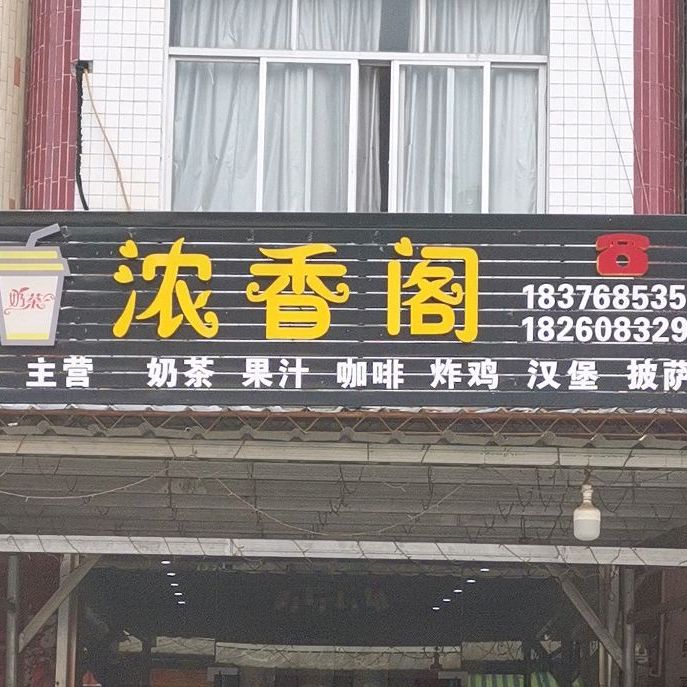 浓香阁
奶茶
183768535
182608329
主营 奶茶 果汁 咖啡 炸鸡 汉堡 披萨